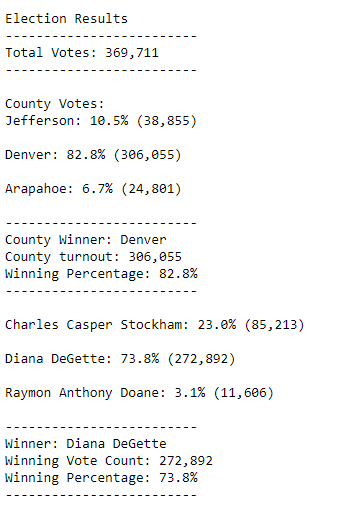 Election Results
-------------------------
Total Votes: 369,711
-------------------------
County Votes:
Jefferson: 10.5% (38,855)
Denver: 82.8% (306,055)
Arapahoe: 6.7% (24,801)
-------------------------
County Winner: Denver
County turnout: 306,055
Winning Percentage: 82.8%
-------------------------
Charles Casper Stockham: 23.0% (85,213)
Diana DeGette: 73.8% (272,892)
Raymon Anthony Doane: 3.1% (11,606)
-------------------------
Winner: Diana DeGette
Winning Vote Count: 272,892
Winning Percentage: 73.8%
-------------------------